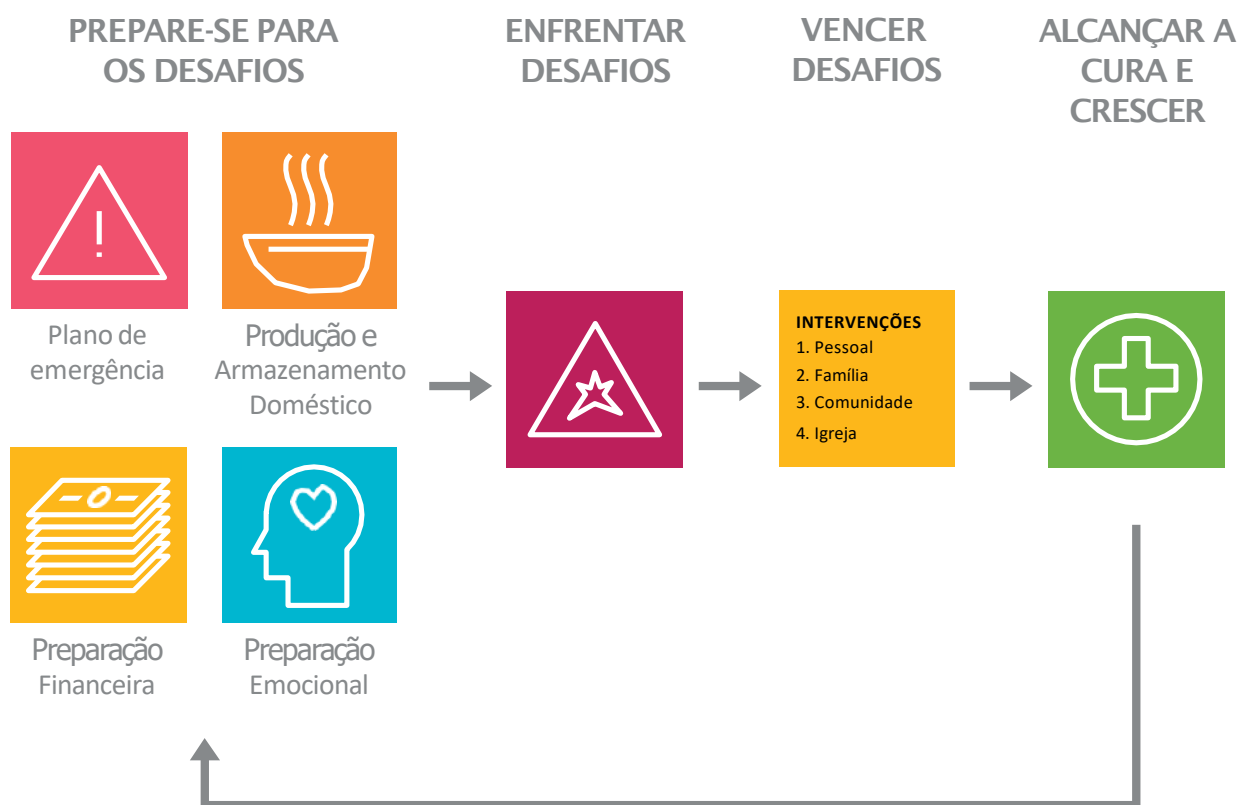 PREPARE-SE PARA
OS DESAFIOS
ENFRENTAR
DESAFIOS
VENCER
DESAFIOS
ALCANÇAR A
CURA E
CRESCER
!
Plano de
emergência
Produção e
Armazenamento
Doméstico
INTERVENÇÕES
1. Pessoal
2. Família
3. Comunidade
4. Igreja
Preparação
Financeira
Preparação
Emocional